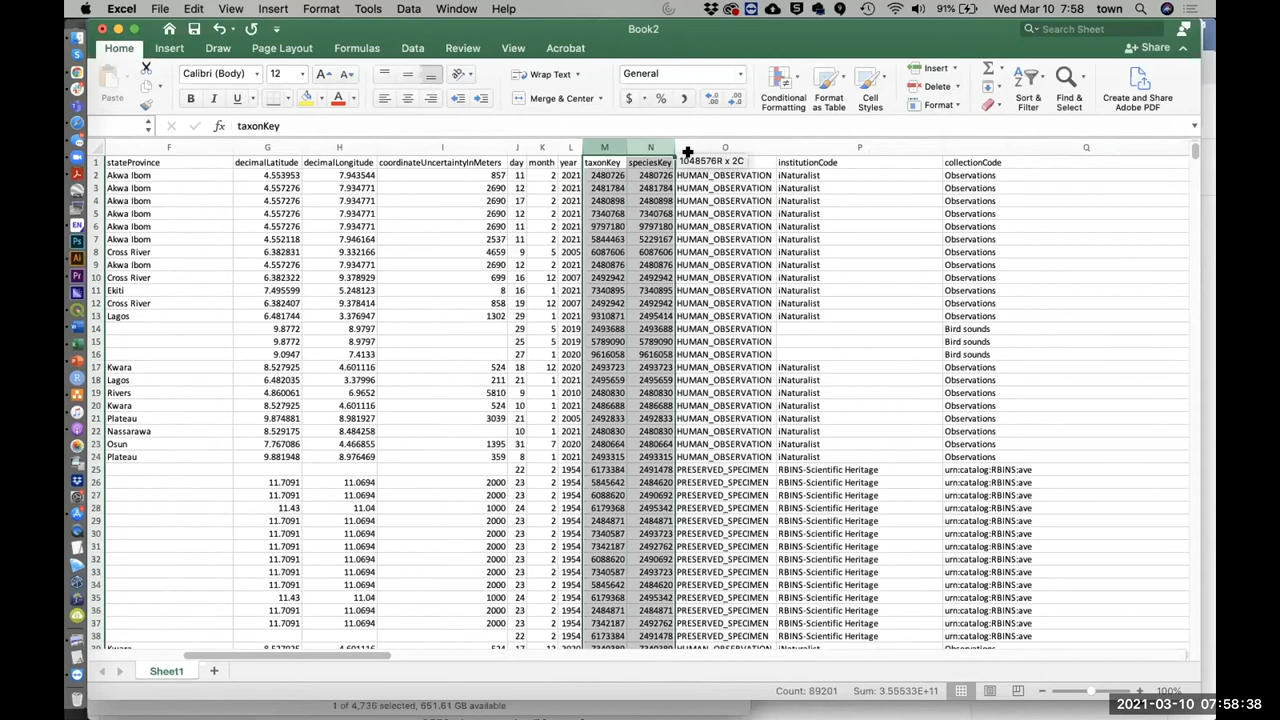 Excel File Edit View Insert Format Tools Data Window Help 91% Wed Mar 10 7:58 town
Book2
Search Sheet
Home Insert Draw Page Layout Formulas Data Review View Acrobat Share
Paste Calibri (Body) 12 Wrap Text General Conditional Formatting Format as Table Cell Styles Insert Sort & Filter Find & Select Create and Share Adobe PDF
B I U Merge & Center $ % Delete
Format
fx taxonKey
F G H I J K L M N O P Q
1048576R x 2C
1 stateProvince decimalLatitude decimalLongitude coordinateUncertaintyInMeters day month year taxonKey speciesKey institutionCode collectionCode
2 Akwa Ibom 4.553953 7.943544 857 11 2 2021 2480726 2480726 HUMAN_OBSERVATION iNaturalist Observations
3 Akwa Ibom 4.557276 7.934771 2690 12 2 2021 2481784 2481784 HUMAN_OBSERVATION iNaturalist Observations
4 Akwa Ibom 4.557276 7.934771 2690 17 2 2021 2480898 2480898 HUMAN_OBSERVATION iNaturalist Observations
5 Akwa Ibom 4.557276 7.934771 2690 12 2 2021 7340768 7340768 HUMAN_OBSERVATION iNaturalist Observations
6 Akwa Ibom 4.557276 7.934771 2690 11 2 2021 9797180 9797180 HUMAN_OBSERVATION iNaturalist Observations
7 Akwa Ibom 4.552118 7.946164 2537 11 2 2021 5844463 5229167 HUMAN_OBSERVATION iNaturalist Observations
8 Cross River 6.382831 9.332166 4659 9 5 2005 6087606 6087606 HUMAN_OBSERVATION iNaturalist Observations
9 Akwa Ibom 4.557276 7.934771 2690 12 2 2021 2480876 2480876 HUMAN_OBSERVATION iNaturalist Observations
10 Cross River 6.382322 9.378929 699 16 12 2007 2492942 2492942 HUMAN_OBSERVATION iNaturalist Observations
11 Ekiti 7.495599 5.248123 8 16 1 2021 7340895 7340895 HUMAN_OBSERVATION iNaturalist Observations
12 Cross River 6.382407 9.378414 858 19 12 2007 2492942 2492942 HUMAN_OBSERVATION iNaturalist Observations
13 Lagos 6.481744 3.376947 1302 29 1 2021 9310871 2495414 HUMAN_OBSERVATION iNaturalist Observations
14 9.8772 8.9797 29 5 2019 2493688 2493688 HUMAN_OBSERVATION Bird sounds
15 9.8772 8.9797 25 5 2019 5789090 5789090 HUMAN_OBSERVATION Bird sounds
16 9.0947 7.4133 27 1 2020 9616058 9616058 HUMAN_OBSERVATION Bird sounds
17 Kwara 8.527925 4.601116 524 18 12 2020 2493723 2493723 HUMAN_OBSERVATION iNaturalist Observations
18 Lagos 6.482035 3.37996 211 21 1 2021 2495659 2495659 HUMAN_OBSERVATION iNaturalist Observations
19 Rivers 4.860061 6.9652 5810 9 1 2010 2480830 2480830 HUMAN_OBSERVATION iNaturalist Observations
20 Kwara 8.527925 4.601116 524 10 1 2021 2486688 2486688 HUMAN_OBSERVATION iNaturalist Observations
21 Plateau 9.874881 8.981927 3039 21 2 2005 2492833 2492833 HUMAN_OBSERVATION iNaturalist Observations
22 Nassarawa 8.529175 8.484258 10 1 2021 2480830 2480830 HUMAN_OBSERVATION iNaturalist Observations
23 Osun 7.767086 4.466855 1395 31 7 2020 2480664 2480664 HUMAN_OBSERVATION iNaturalist Observations
24 Plateau 9.881948 8.976469 359 8 1 2021 2493315 2493315 HUMAN_OBSERVATION iNaturalist Observations
25 22 2 1954 6173384 2491478 PRESERVED_SPECIMEN RBINS-Scientific Heritage urn:catalog:RBINS:ave
26 11.7091 11.0694 2000 23 2 1954 5845642 2484620 PRESERVED_SPECIMEN RBINS-Scientific Heritage urn:catalog:RBINS:ave
27 11.7091 11.0694 2000 23 2 1954 6088620 2490692 PRESERVED_SPECIMEN RBINS-Scientific Heritage urn:catalog:RBINS:ave
28 11.43 11.04 1000 24 2 1954 6179368 2495345 PRESERVED_SPECIMEN RBINS-Scientific Heritage urn:catalog:RBINS:ave
29 11.7091 11.0694 2000 23 2 1954 2484871 2484871 PRESERVED_SPECIMEN RBINS-Scientific Heritage urn:catalog:RBINS:ave
30 11.7091 11.0694 2000 23 2 1954 7340587 2493723 PRESERVED_SPECIMEN RBINS-Scientific Heritage urn:catalog:RBINS:ave
31 11.7091 11.0694 2000 23 2 1954 7342187 2492762 PRESERVED_SPECIMEN RBINS-Scientific Heritage urn:catalog:RBINS:ave
32 11.7091 11.0694 2000 23 2 1954 6088620 2490692 PRESERVED_SPECIMEN RBINS-Scientific Heritage urn:catalog:RBINS:ave
33 11.7091 11.0694 2000 23 2 1954 7340587 2493723 PRESERVED_SPECIMEN RBINS-Scientific Heritage urn:catalog:RBINS:ave
34 11.7091 11.0694 2000 23 2 1954 5845642 2484620 PRESERVED_SPECIMEN RBINS-Scientific Heritage urn:catalog:RBINS:ave
35 11.43 11.04 1000 24 2 1954 6179368 2495345 PRESERVED_SPECIMEN RBINS-Scientific Heritage urn:catalog:RBINS:ave
36 11.7091 11.0694 2000 23 2 1954 2484871 2484871 PRESERVED_SPECIMEN RBINS-Scientific Heritage urn:catalog:RBINS:ave
37 11.7091 11.0694 2000 23 2 1954 7342187 2492762 PRESERVED_SPECIMEN RBINS-Scientific Heritage urn:catalog:RBINS:ave
38 22 2 1954 6173384 2491478 PRESERVED_SPECIMEN RBINS-Scientific Heritage urn:catalog:RBINS:ave
Sheet1
Count: 89201 Sum: 3.55533E+11 100%
1 of 4,736 selected, 651.61 GB available
2021-03-10 07:58:38